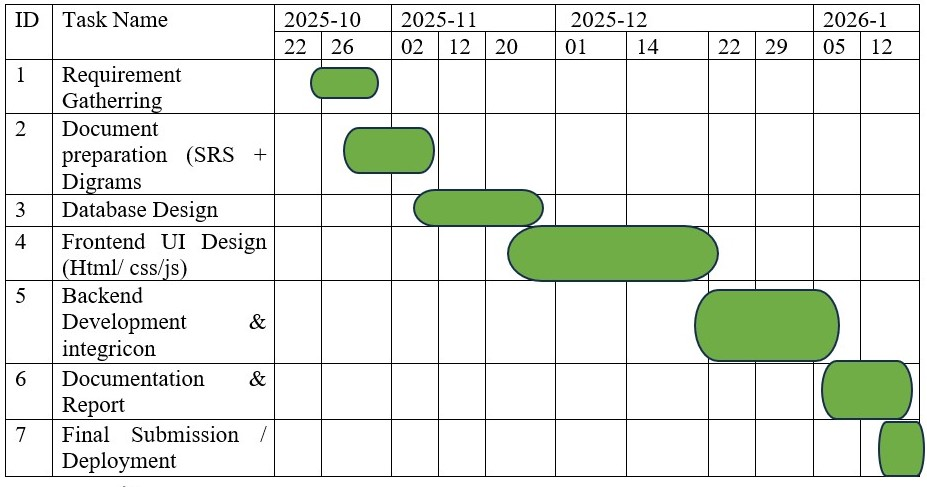 ID Task Name 2025-10 2025-11 2025-12 2026-1
22 26 02 12 20 01 14 22 29 05 12
1 Requirement
Gatherring
2 Document
preparation (SRS +
Digrams
3 Database Design
4 Frontend UI Design
(Html/ css/js)
5 Backend
Development &
integricon
6 Documentation &
Report
7 Final Submission /
Deployment